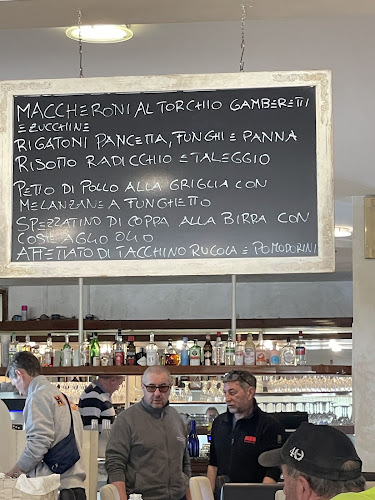 MACCHERONI AL TORCHIO GAMBERETTI
E ZUCCHINE
RIGATONI PANCETTA, FUNGHI E PANNA
RISOTTO RADICCHIO E TALEGGIO
PETTO DI POLLO ALLA GRIGLIA CON
MELANZANE A FUNGHETTO
SPEZZATINO DI COPPA ALLA BIRRA CON
COSTE AGLIO OLIO
AFFETTATO DI TACCHINO RUCOLA E POMODORINI